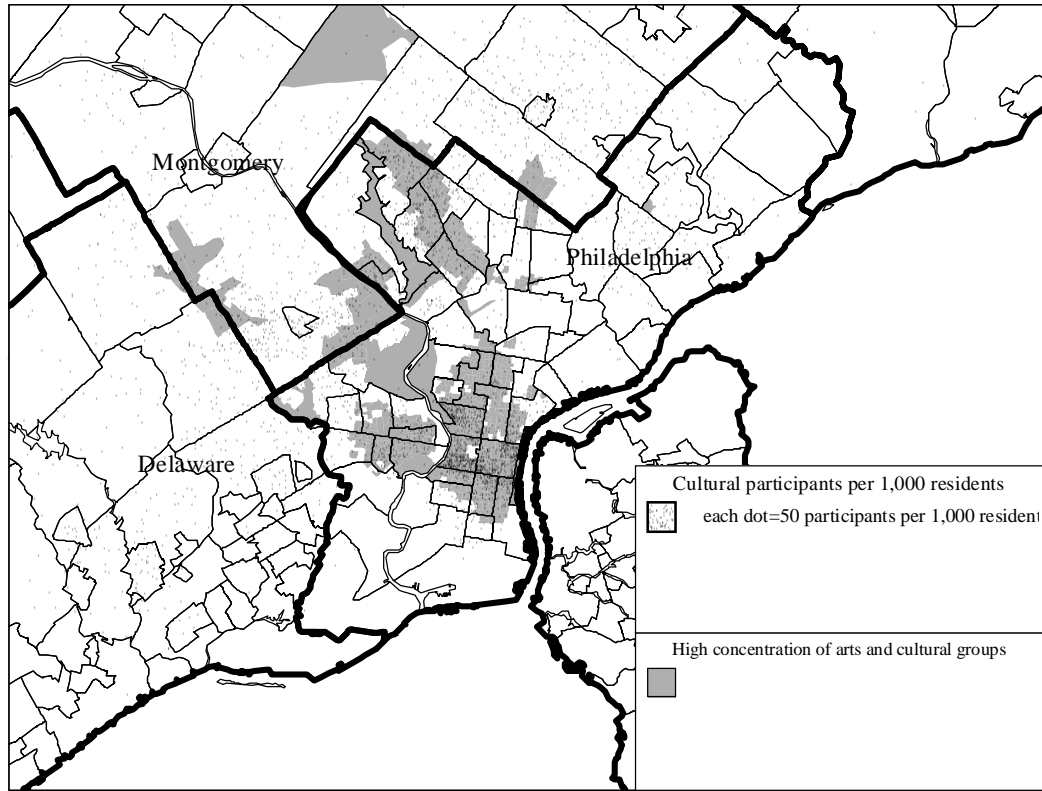 Montgomery
Philadelphia
Delaware
Cultural participants per 1,000 residents
each dot=50 participants per 1,000 resident
High concentration of arts and cultural groups